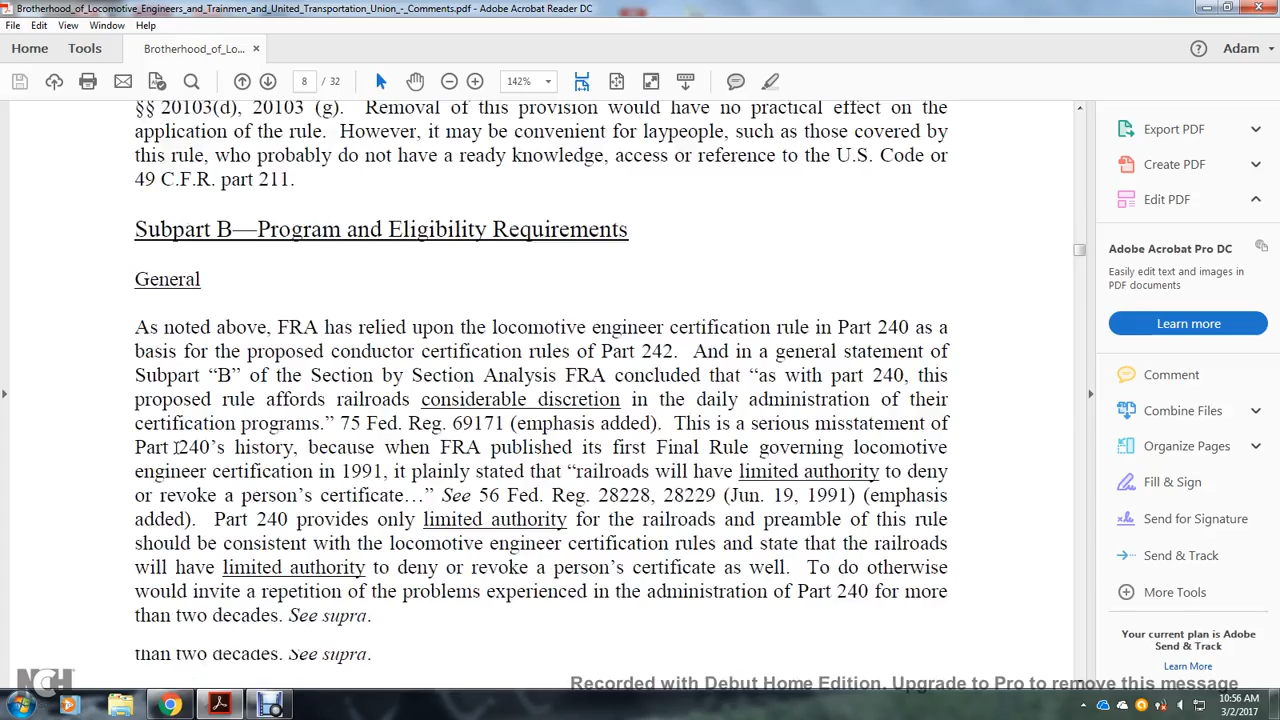 Brotherhood_of_Locomotive_Engineers_and_Trainmen_and_United_Transportation_Union_-_Comments.pdf - Adobe Acrobat Reader DC
File Edit View Window Help
Home Tools Brotherhood_of_Lo... × Adam
8 / 32 142%
§§ 20103(d), 20103 (g). Removal of this provision would have no practical effect on the
application of the rule. However, it may be convenient for laypeople, such as those covered by
this rule, who probably do not have a ready knowledge, access or reference to the U.S. Code or
49 C.F.R. part 211.
Subpart B—Program and Eligibility Requirements
General
As noted above, FRA has relied upon the locomotive engineer certification rule in Part 240 as a
basis for the proposed conductor certification rules of Part 242. And in a general statement of
Subpart “B” of the Section by Section Analysis FRA concluded that “as with part 240, this
proposed rule affords railroads considerable discretion in the daily administration of their
certification programs.” 75 Fed. Reg. 69171 (emphasis added). This is a serious misstatement of
Part 240’s history, because when FRA published its first Final Rule governing locomotive
engineer certification in 1991, it plainly stated that “railroads will have limited authority to deny
or revoke a person’s certificate…” See 56 Fed. Reg. 28228, 28229 (Jun. 19, 1991) (emphasis
added). Part 240 provides only limited authority for the railroads and preamble of this rule
should be consistent with the locomotive engineer certification rules and state that the railroads
will have limited authority to deny or revoke a person’s certificate as well. To do otherwise
would invite a repetition of the problems experienced in the administration of Part 240 for more
than two decades. See supra.
than two decades. See supra.
Export PDF
Create PDF
Edit PDF
Adobe Acrobat Pro DC
Easily edit text and images in
PDF documents
Learn more
Comment
Combine Files
Organize Pages
Fill & Sign
Send for Signature
Send & Track
More Tools
Your current plan is Adobe
Send & Track
Learn More
NCH
Recorded with Debut Home Edition. Upgrade to Pro to remove this message
10:56 AM
3/2/2017